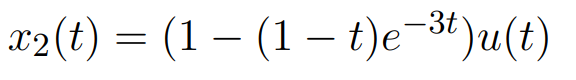 x₂(t) = (1 − (1 − t)e⁻³ᵗ)u(t)